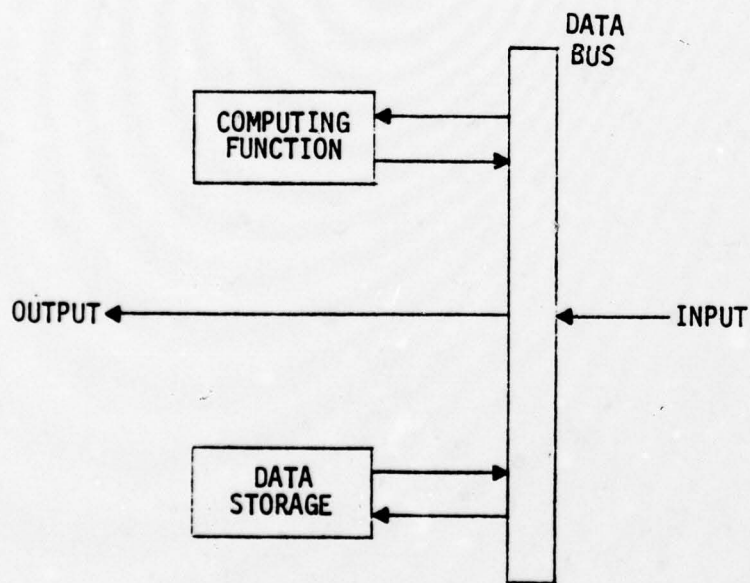 DATA
BUS
COMPUTING
FUNCTION
OUTPUT
INPUT
DATA
STORAGE